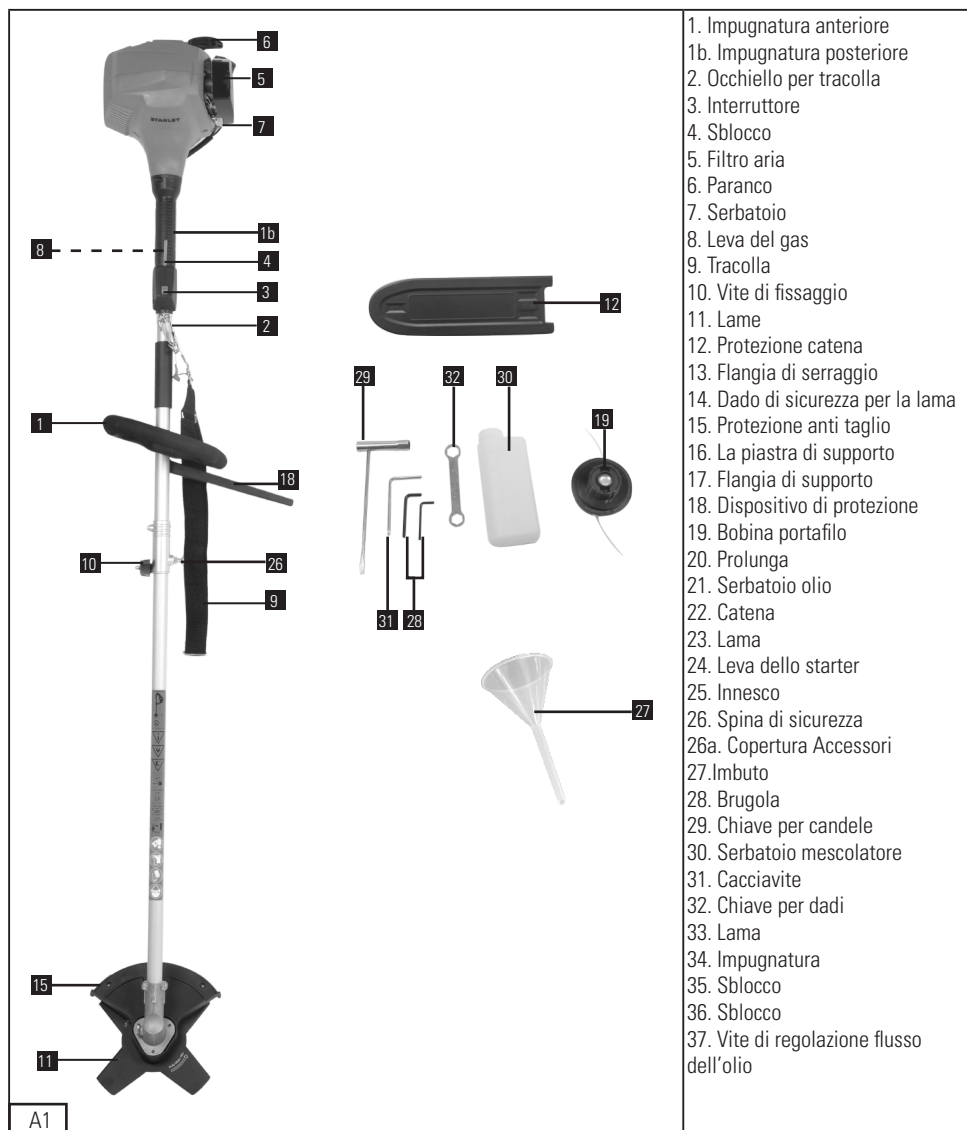 6
5
STANLEY
7
1b
8
4
3
2
12
29
32
30
1
19
18
10
26
31
28
9
27
15
11
A1
1. Impugnatura anteriore
1b. Impugnatura posteriore
2. Occhiello per tracolla
3. Interruttore
4. Sblocco
5. Filtro aria
6. Paranco
7. Serbatoio
8. Leva del gas
9. Tracolla
10. Vite di fissaggio
11. Lame
12. Protezione catena
13. Flangia di serraggio
14. Dado di sicurezza per la lama
15. Protezione anti taglio
16. La piastra di supporto
17. Flangia di supporto
18. Dispositivo di protezione
19. Bobina portafilo
20. Prolunga
21. Serbatoio olio
22. Catena
23. Lama
24. Leva dello starter
25. Innesco
26. Spina di sicurezza
26a. Copertura Accessori
27.Imbuto
28. Brugola
29. Chiave per candele
30. Serbatoio mescolatore
31. Cacciavite
32. Chiave per dadi
33. Lama
34. Impugnatura
35. Sblocco
36. Sblocco
37. Vite di regolazione flusso
dell'olio